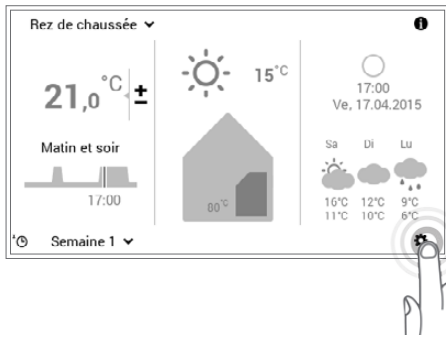 Rez de chaussée
21,0 °C ±
Matin et soir
17:00
Semaine 1
15°C
80°C
17:00
Ve, 17.04.2015
Sa Di Lu
16°C 12°C 9°C
11°C 10°C 6°C